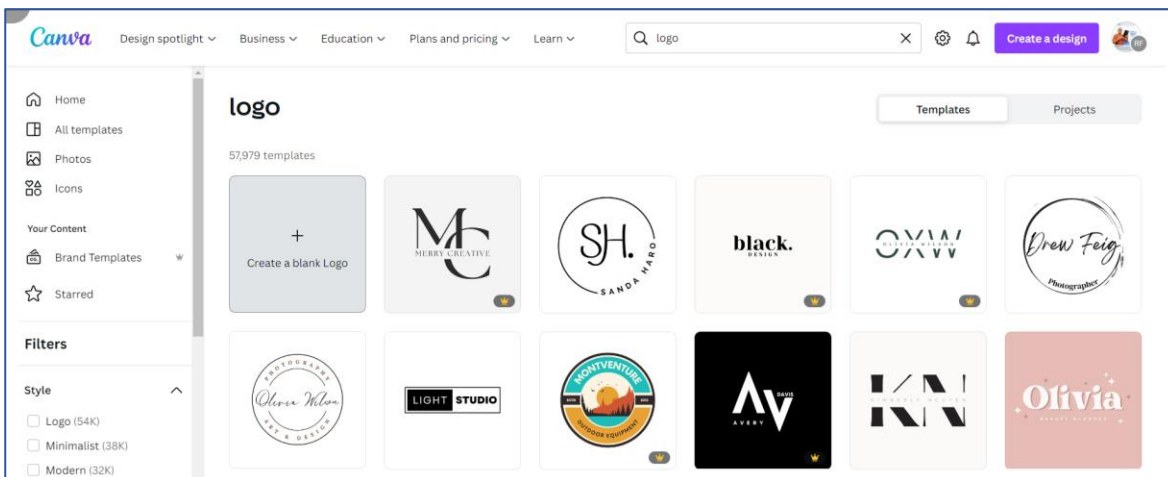 Canva
Design spotlight
Business
Education
Plans and pricing
Learn
logo
Create a design
RF
Home
All templates
Photos
Icons
Your Content
Brand Templates
Starred
Filters
Style
Logo (54K)
Minimalist (38K)
Modern (32K)
logo
Templates
Projects
57,979 templates
+
Create a blank Logo
MC
MERRY CREATIVE
SH.
SANDA HARO
black.
DESIGN
OXW
OLIVIA WILSON
Drew Feig
Photographer
PHOTOGRAPHY
Olivia Wilson
ART & DESIGN
LIGHT STUDIO
MONTVENTURE
OUTDOOR EQUIPMENT
AV
DAVIS
AVERY
KN
Olivia